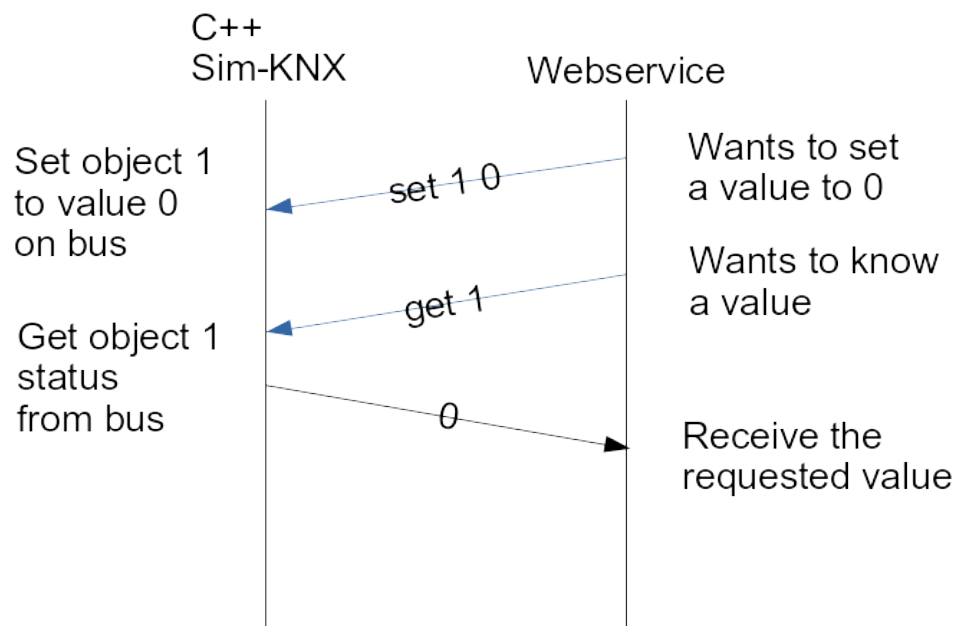 C++
Sim-KNX
Webservice
Set object 1
to value 0
on bus
set 1 0
Wants to set
a value to 0
Wants to know
a value
get 1
Get object 1
status
from bus
0
Receive the
requested value